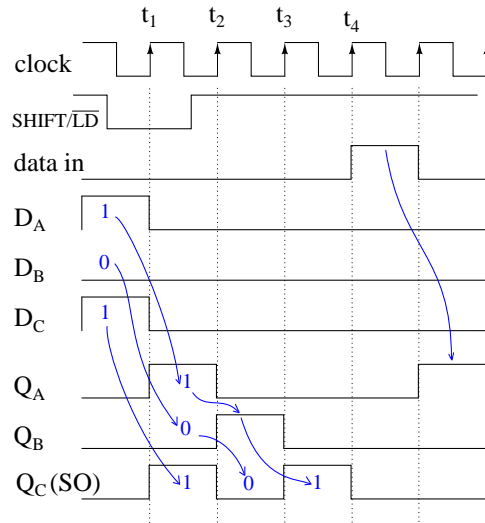 t1 t2 t3 t4
clock
SHIFT/L̅D̅
data in
DA
1
DB
0
DC
1
QA
1
QB
0
QC(SO)
1 0 1